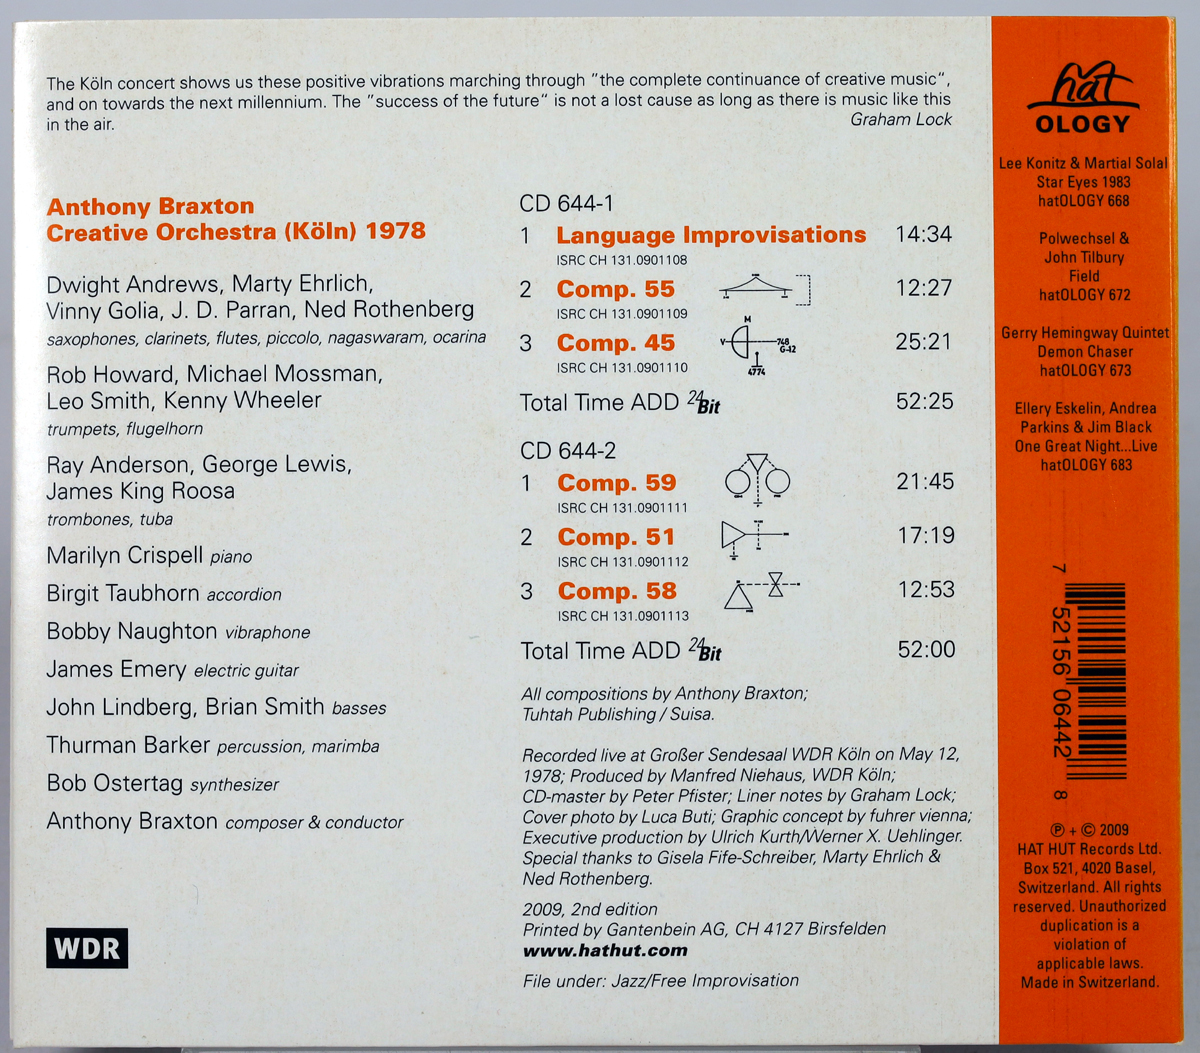 The Köln concert shows us these positive vibrations marching through "the complete continuance of creative music",
and on towards the next millennium. The "success of the future" is not a lost cause as long as there is music like this
in the air.
Graham Lock
Anthony Braxton
Creative Orchestra (Köln) 1978
Dwight Andrews, Marty Ehrlich,
Vinny Golia, J. D. Parran, Ned Rothenberg
saxophones, clarinets, flutes, piccolo, nagaswaram, ocarina
Rob Howard, Michael Mossman,
Leo Smith, Kenny Wheeler
trumpets, flugelhorn
Ray Anderson, George Lewis,
James King Roosa
trombones, tuba
Marilyn Crispell piano
Birgit Taubhorn accordion
Bobby Naughton vibraphone
James Emery electric guitar
John Lindberg, Brian Smith basses
Thurman Barker percussion, marimba
Bob Ostertag synthesizer
Anthony Braxton composer & conductor
WDR
CD 644-1
1 Language Improvisations 14:34
ISRC CH 131.0901108
2 Comp. 55 12:27
ISRC CH 131.0901109
M
3 Comp. 45 V 748 25:21
G-12
ISRC CH 131.0901110
4774
Total Time ADD 24Bit 52:25
CD 644-2
1 Comp. 59 21:45
ISRC CH 131.0901111
2 Comp. 51 17:19
ISRC CH 131.0901112
3 Comp. 58 12:53
ISRC CH 131.0901113
Total Time ADD 24Bit 52:00
All compositions by Anthony Braxton;
Tuhtah Publishing / Suisa.
Recorded live at Großer Sendesaal WDR Köln on May 12,
1978; Produced by Manfred Niehaus, WDR Köln;
CD-master by Peter Pfister; Liner notes by Graham Lock;
Cover photo by Luca Buti; Graphic concept by fuhrer vienna;
Executive production by Ulrich Kurth/Werner X. Uehlinger.
Special thanks to Gisela Fife-Schreiber, Marty Ehrlich &
Ned Rothenberg.
2009, 2nd edition
Printed by Gantenbein AG, CH 4127 Birsfelden
www.hathut.com
File under: Jazz/Free Improvisation
hat
OLOGY
Lee Konitz & Martial Solal
Star Eyes 1983
hatOLOGY 668
Polwechsel &
John Tilbury
Field
hatOLOGY 672
Gerry Hemingway Quintet
Demon Chaser
hatOLOGY 673
Ellery Eskelin, Andrea
Parkins & Jim Black
One Great Night...Live
hatOLOGY 683
7 52156 06442 8
℗ + © 2009
HAT HUT Records Ltd.
Box 521, 4020 Basel,
Switzerland. All rights
reserved. Unauthorized
duplication is a
violation of
applicable laws.
Made in Switzerland.